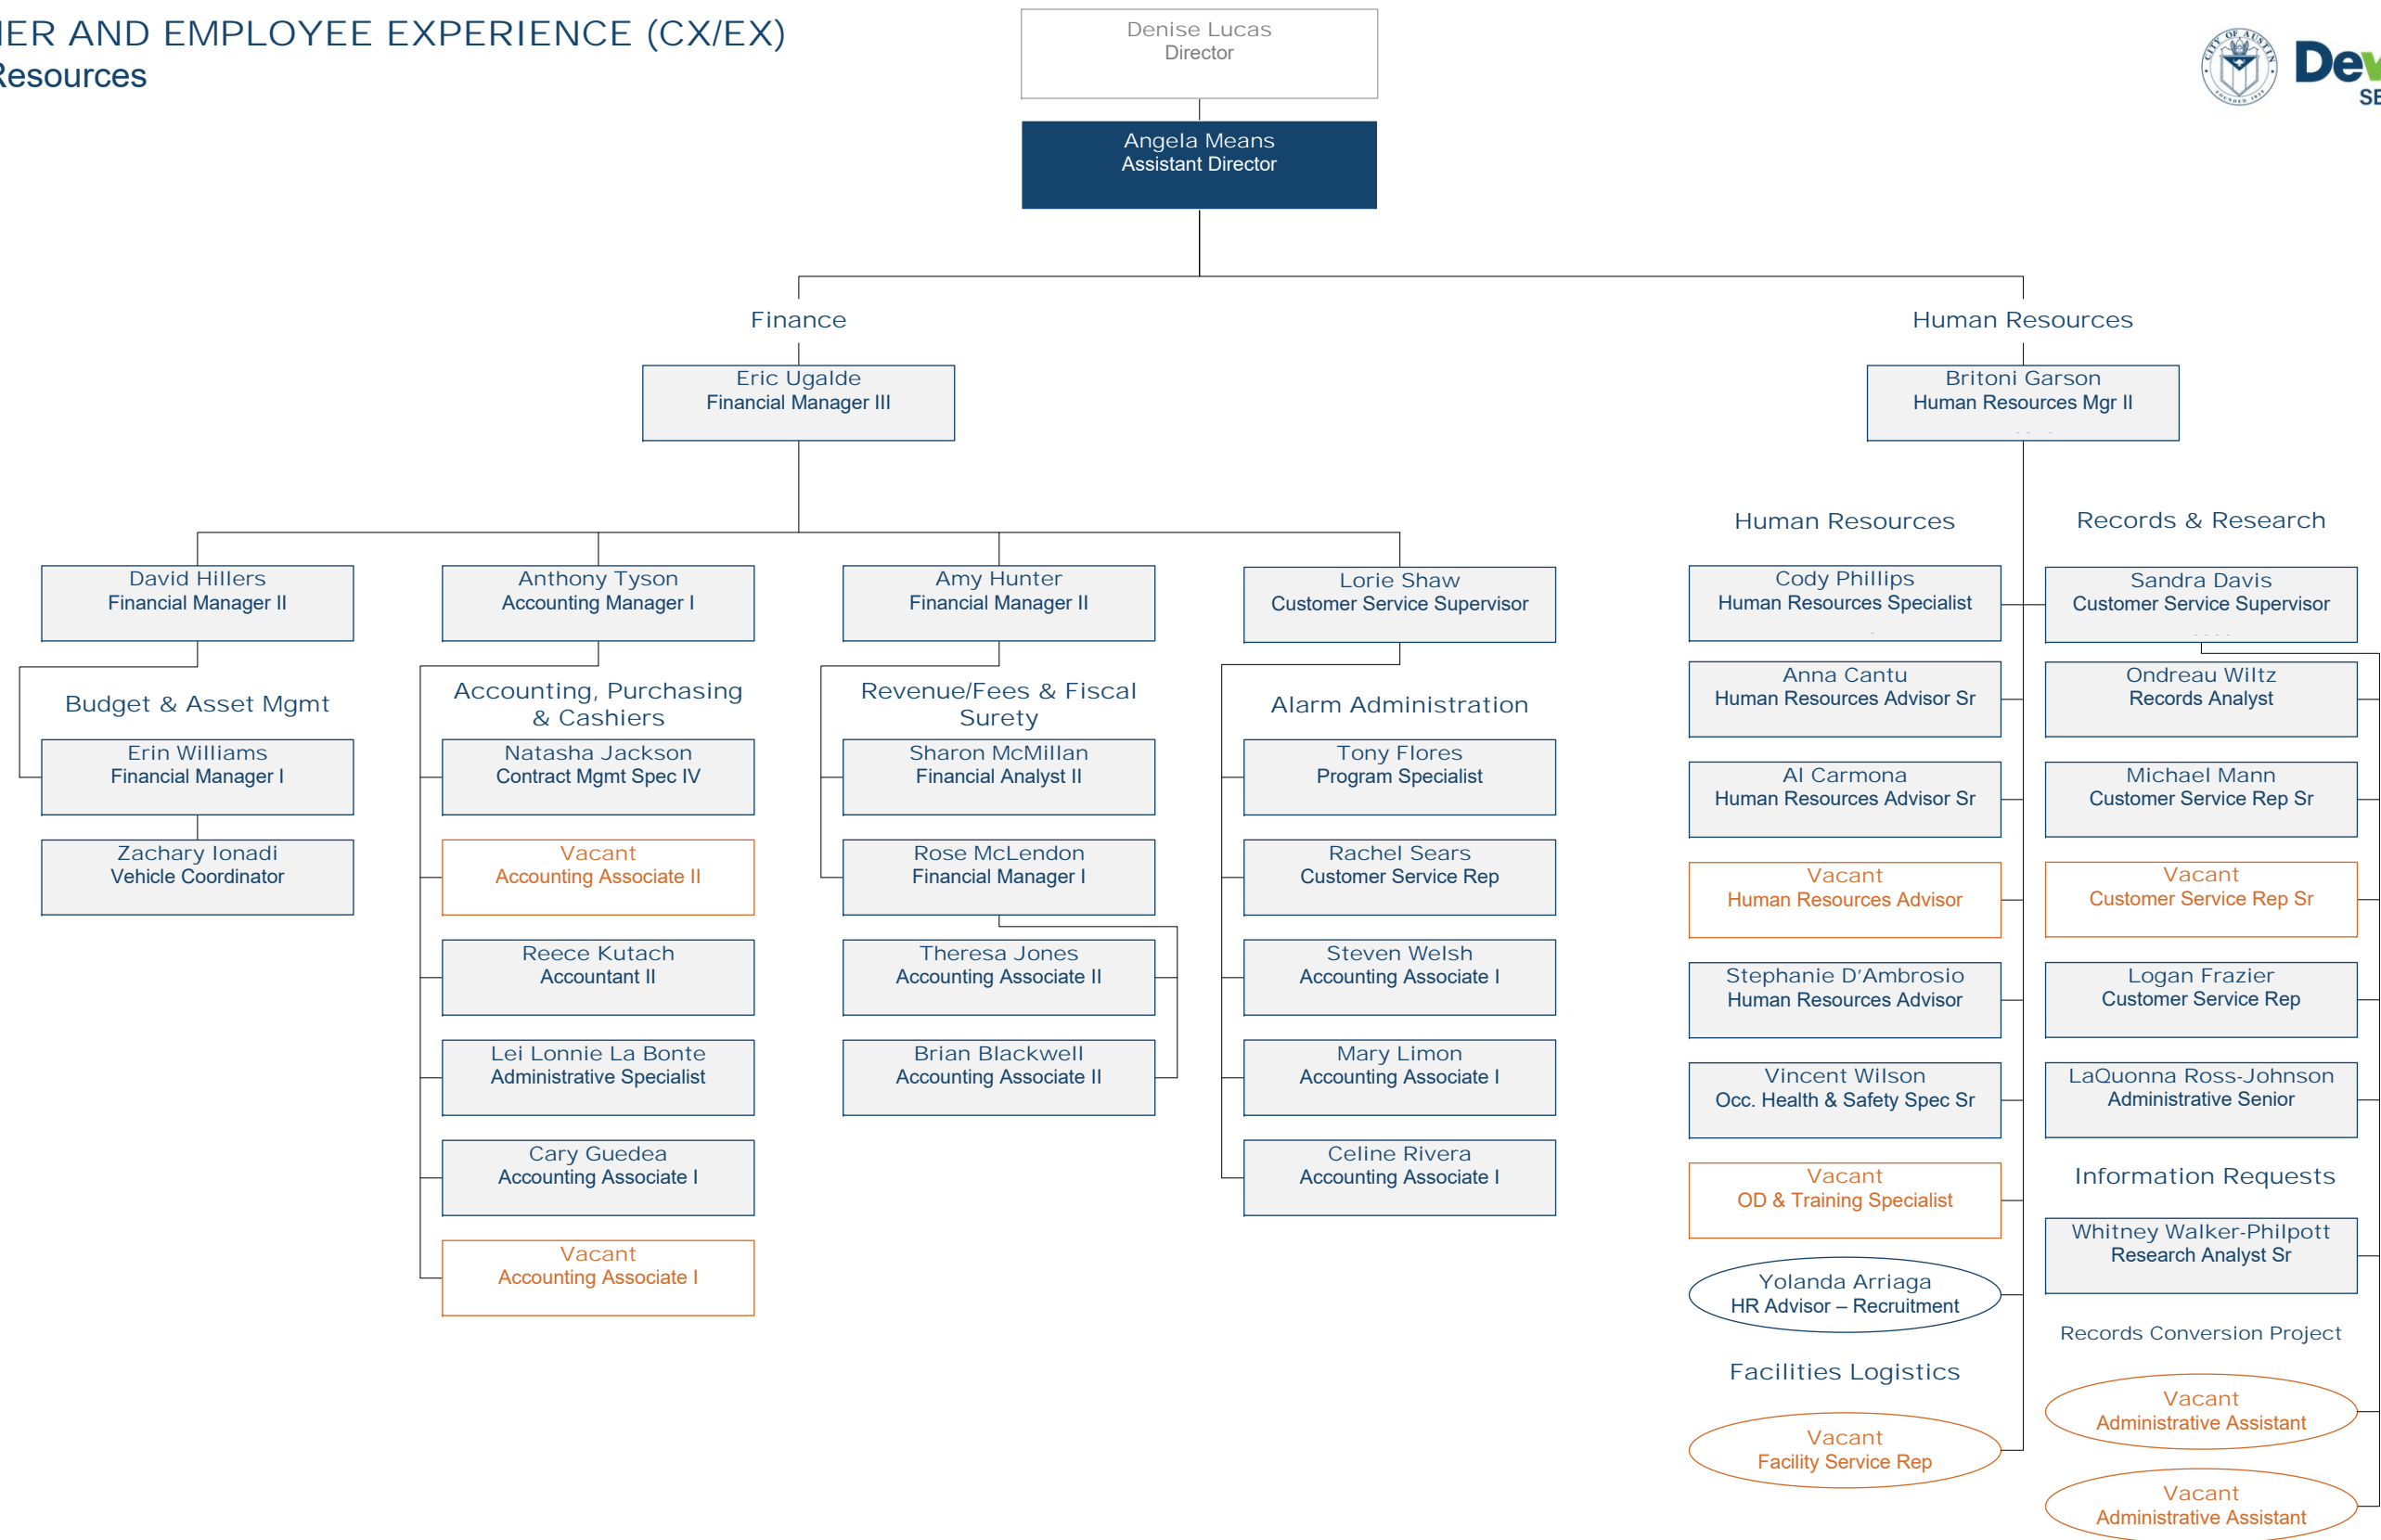 AND EMPLOYEE EXPERIENCE (CX/EX)
Resources
Denise Lucas
Director
CITY OF AUSTIN
FOUNDED 1839
Angela Means
Assistant Director
Finance
Eric Ugalde
Financial Manager III
Human Resources
Britoni Garson
Human Resources Mgr II
David Hillers
Financial Manager II
Budget & Asset Mgmt
Erin Williams
Financial Manager I
Zachary Ionadi
Vehicle Coordinator
Anthony Tyson
Accounting Manager I
Accounting, Purchasing
& Cashiers
Natasha Jackson
Contract Mgmt Spec IV
Vacant
Accounting Associate II
Reece Kutach
Accountant II
Lei Lonnie La Bonte
Administrative Specialist
Cary Guedea
Accounting Associate I
Vacant
Accounting Associate I
Amy Hunter
Financial Manager II
Revenue/Fees & Fiscal
Surety
Sharon McMillan
Financial Analyst II
Rose McLendon
Financial Manager I
Theresa Jones
Accounting Associate II
Brian Blackwell
Accounting Associate II
Lorie Shaw
Customer Service Supervisor
Alarm Administration
Tony Flores
Program Specialist
Rachel Sears
Customer Service Rep
Steven Welsh
Accounting Associate I
Mary Limon
Accounting Associate I
Celine Rivera
Accounting Associate I
Human Resources
Cody Phillips
Human Resources Specialist
Anna Cantu
Human Resources Advisor Sr
Al Carmona
Human Resources Advisor Sr
Vacant
Human Resources Advisor
Stephanie D'Ambrosio
Human Resources Advisor
Vincent Wilson
Occ. Health & Safety Spec Sr
Vacant
OD & Training Specialist
Yolanda Arriaga
HR Advisor – Recruitment
Facilities Logistics
Vacant
Facility Service Rep
Records & Research
Sandra Davis
Customer Service Supervisor
Ondreau Wiltz
Records Analyst
Michael Mann
Customer Service Rep Sr
Vacant
Customer Service Rep Sr
Logan Frazier
Customer Service Rep
LaQuonna Ross-Johnson
Administrative Senior
Information Requests
Whitney Walker-Philpott
Research Analyst Sr
Records Conversion Project
Vacant
Administrative Assistant
Vacant
Administrative Assistant